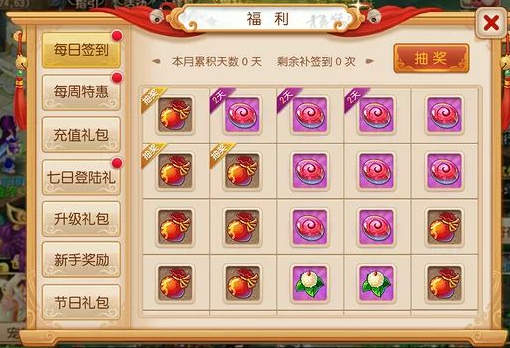 福利
每日签到
本月累积天数 0 天 剩余补签到 0 次
抽奖
每周特惠
充值礼包
七日登陆礼
升级礼包
新手奖励
节日礼包
抽奖
2天
2天
2天
抽奖
抽奖